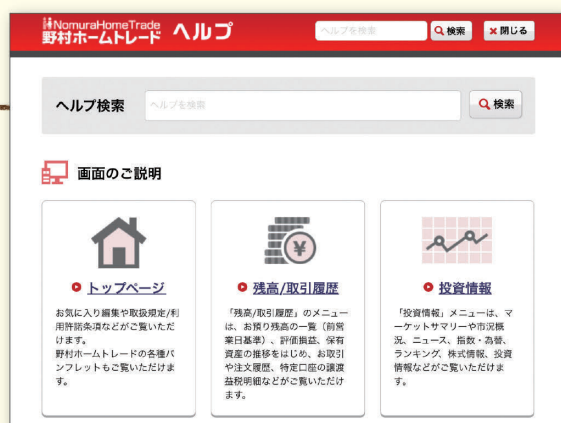 NomuraHomeTrade
野村ホームトレード ヘルプ
ヘルプを検索 検索 ×閉じる
ヘルプ検索 ヘルプを検索 検索
画面のご説明
トップページ
お気に入り編集や取扱規定/利
用許諾条項などがご覧いただ
けます。
野村ホームトレードの各種パ
ンフレットもご覧いただけま
す。
残高/取引履歴
「残高/取引履歴」のメニュー
は、お預り残高の一覧(前営
業日基準)、評価損益、保有
資産の推移をはじめ、お取引
や注文履歴、特定口座の譲渡
益税明細などがご覧いただけ
ます。
投資情報
「投資情報」メニューは、マ
ーケットサマリーや市況概
況、ニュース、指数・為替、
ランキング、株式情報、投資
情報などがご覧いただけま
す。